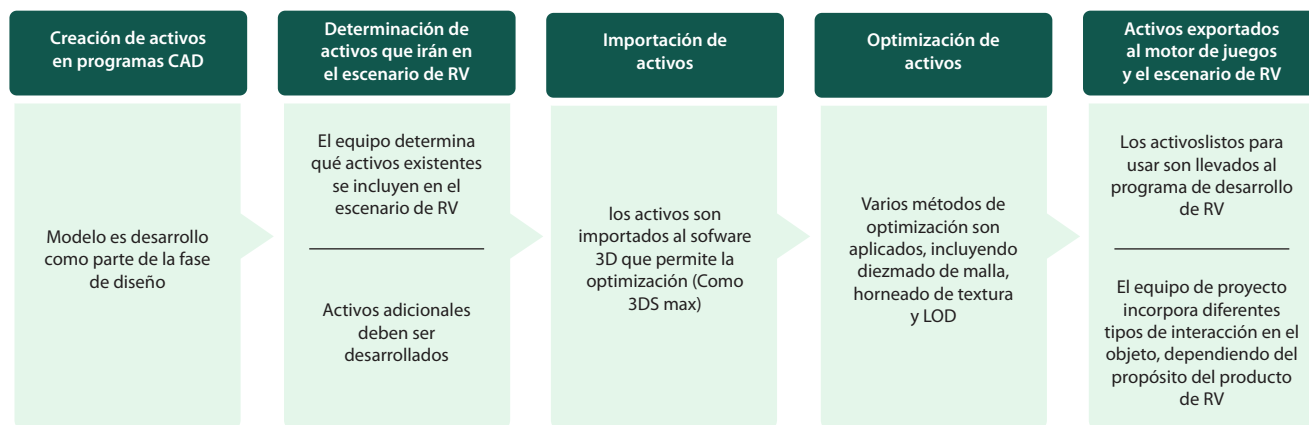 Creación de activos
en programas CAD
Modelo es desarrollo
como parte de la fase
de diseño
Determinación de
activos que irán en
el escenario de RV
El equipo determina
qué activos existentes
se incluyen en el
escenario de RV
Activos adicionales
deben ser
desarrollados
Importación de
activos
los activos son
importados al sofware
3D que permite la
optimización (Como
3DS max)
Optimización de
activos
Varios métodos de
optimización son
aplicados, incluyendo
diezmado de malla,
horneado de textura
y LOD
Activos exportados
al motor de juegos
y el escenario de RV
Los activoslistos para
usar son llevados al
programa de desarrollo
de RV
El equipo de proyecto
incorpora diferentes
tipos de interacción en el
objeto, dependiendo del
propósito del producto
de RV